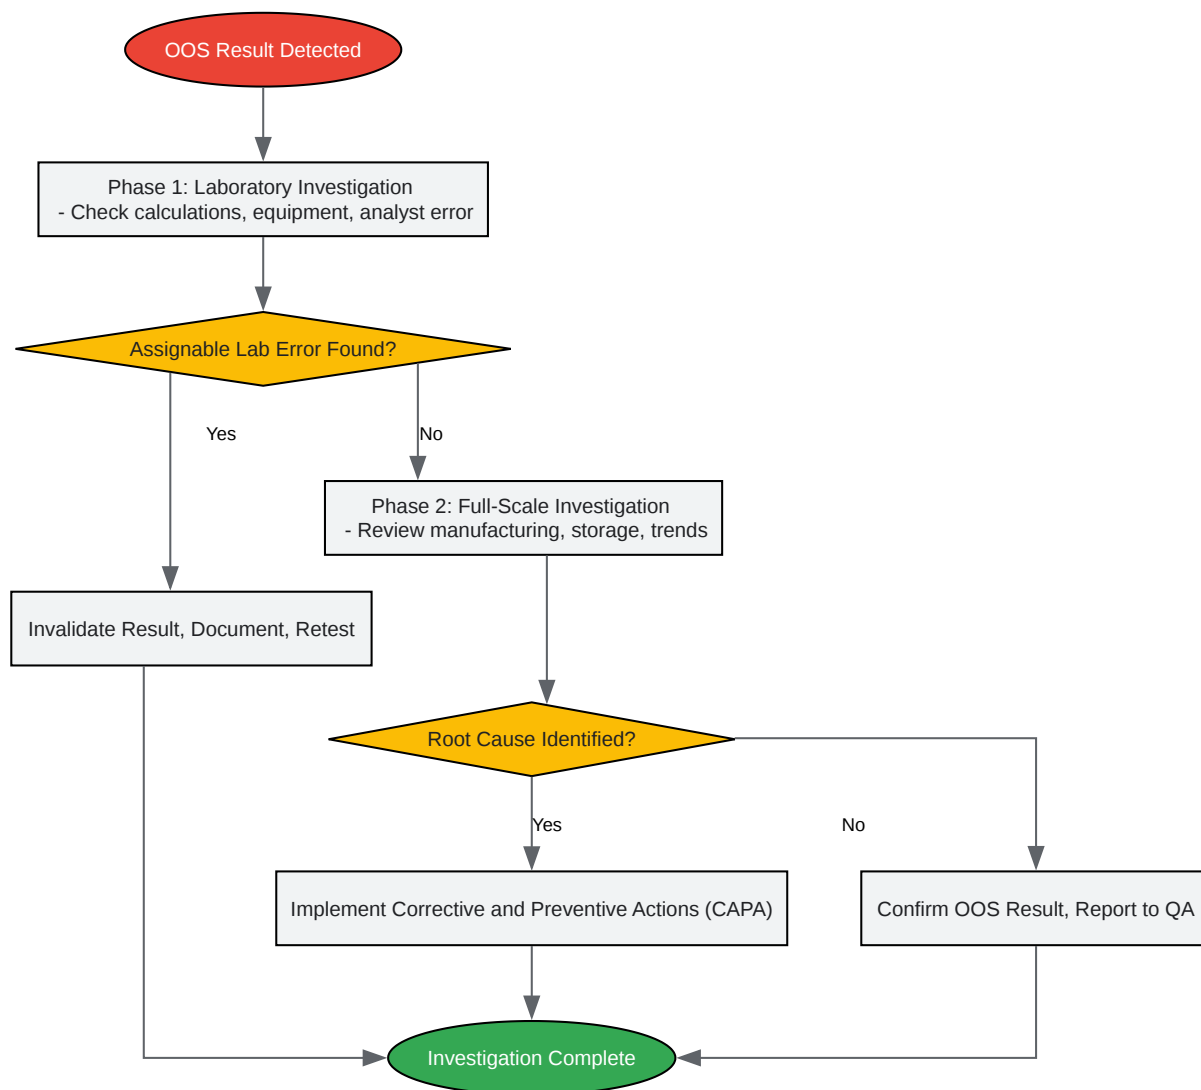 OOS Result Detected
Phase 1: Laboratory Investigation
- Check calculations, equipment, analyst error
Assignable Lab Error Found?
Yes
No
Phase 2: Full-Scale Investigation
- Review manufacturing, storage, trends
Invalidate Result, Document, Retest
Root Cause Identified?
Yes
No
Implement Corrective and Preventive Actions (CAPA)
Confirm OOS Result, Report to QA
Investigation Complete